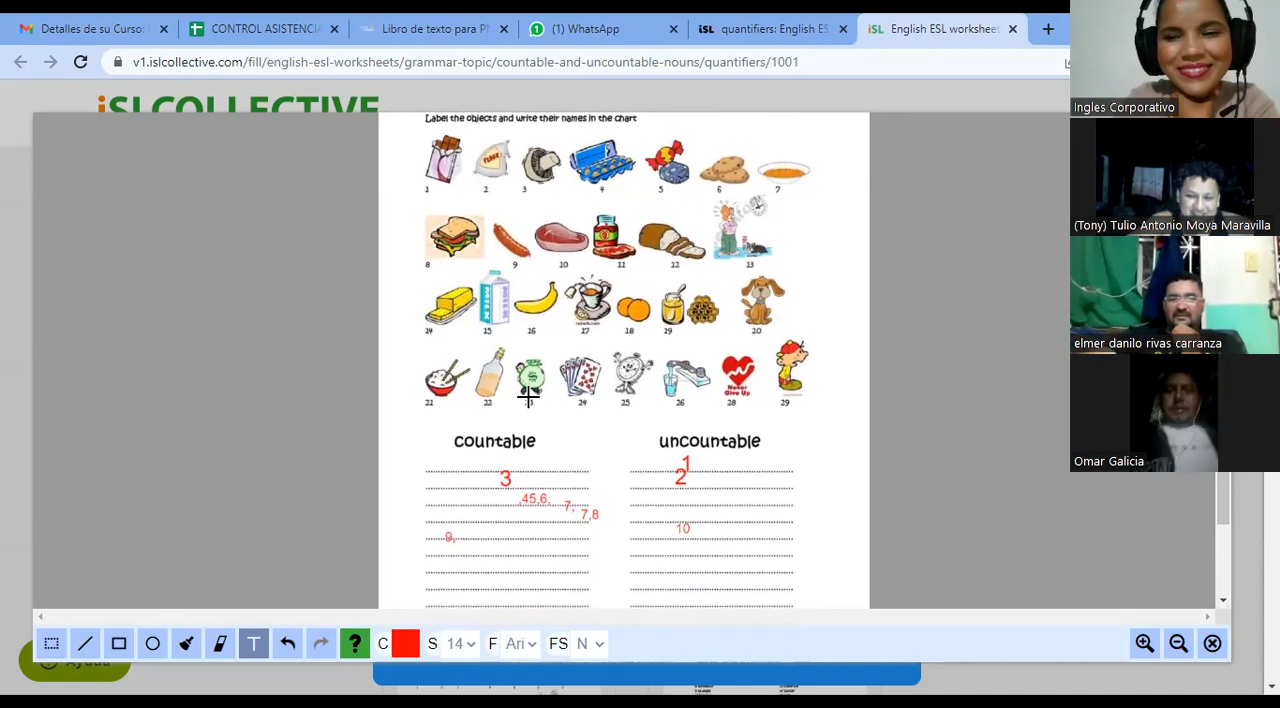 Detalles de su Curso
CONTROL ASISTENCIA
Libro de texto para P
(1) WhatsApp
iSL quantifiers: English ES
iSL English ESL worksheet
v1.islcollective.com/fill/english-esl-worksheets/grammar-topic/countable-and-uncountable-nouns/quantifiers/1001
iSLCOLLECTIVE
Ingles Corporativo
(Tony) Tulio Antonio Moya Maravilla
elmer danilo rivas carranza
Omar Galicia
Label the objects and write their names in the chart
FLOUR
1 2 3 4 5 6 7
8 9 10 11 12 13
14 15 16 17 18 19 20
Never
Give Up
21 22 23 24 25 26 28 29
countable uncountable
3 1
2
,45,6,
7,
7,8
10
9,
C S 14 F Ari FS N
Ayuda